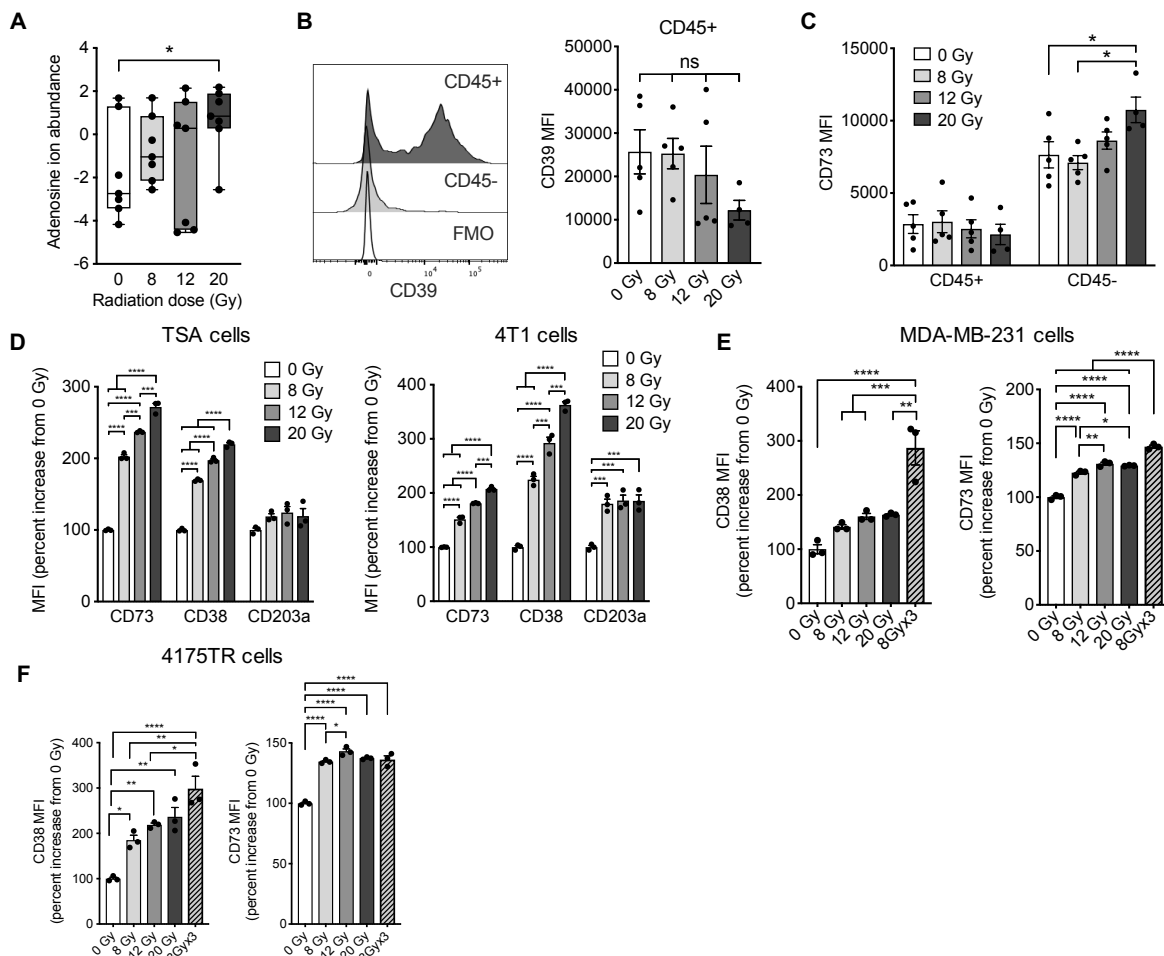 A
Adenosine ion abundance
4
2
0
-2
-4
-6
*
0 8 12 20
Radiation dose (Gy)
B
CD45+
CD45-
FMO
0 10^4 10^5
CD39
CD45+
CD39 MFI
50000
40000
30000
20000
10000
0
ns
0 Gy 8 Gy 12 Gy 20 Gy
C
CD73 MFI
15000
10000
5000
0
0 Gy
8 Gy
12 Gy
20 Gy
*
*
CD45+ CD45-
D
TSA cells
MFI (percent increase from 0 Gy)
300
200
100
0
**** **** *** **** *** **** **** ****
0 Gy
8 Gy
12 Gy
20 Gy
CD73 CD38 CD203a
4T1 cells
MFI (percent increase from 0 Gy)
400
300
200
100
0
**** **** *** **** **** **** *** **** *** *** *** ***
0 Gy
8 Gy
12 Gy
20 Gy
CD73 CD38 CD203a
E
MDA-MB-231 cells
CD38 MFI
(percent increase from 0 Gy)
400
300
200
100
0
****
***
**
0 Gy 8 Gy 12 Gy 20 Gy 8Gyx3
CD73 MFI
(percent increase from 0 Gy)
200
150
100
50
0
****
****
****
**** *
**
0 Gy 8 Gy 12 Gy 20 Gy 8Gyx3
F
4175TR cells
CD38 MFI
(percent incresase from 0 Gy)
400
300
200
100
0
****
**
*
**
**
*
0 Gy 8 Gy 12 Gy 20 Gy 8Gyx3
CD73 MFI
(percent increase from 0 Gy)
150
100
50
0
****
****
****
**** *
0 Gy 8 Gy 12 Gy 20 Gy 8Gyx3